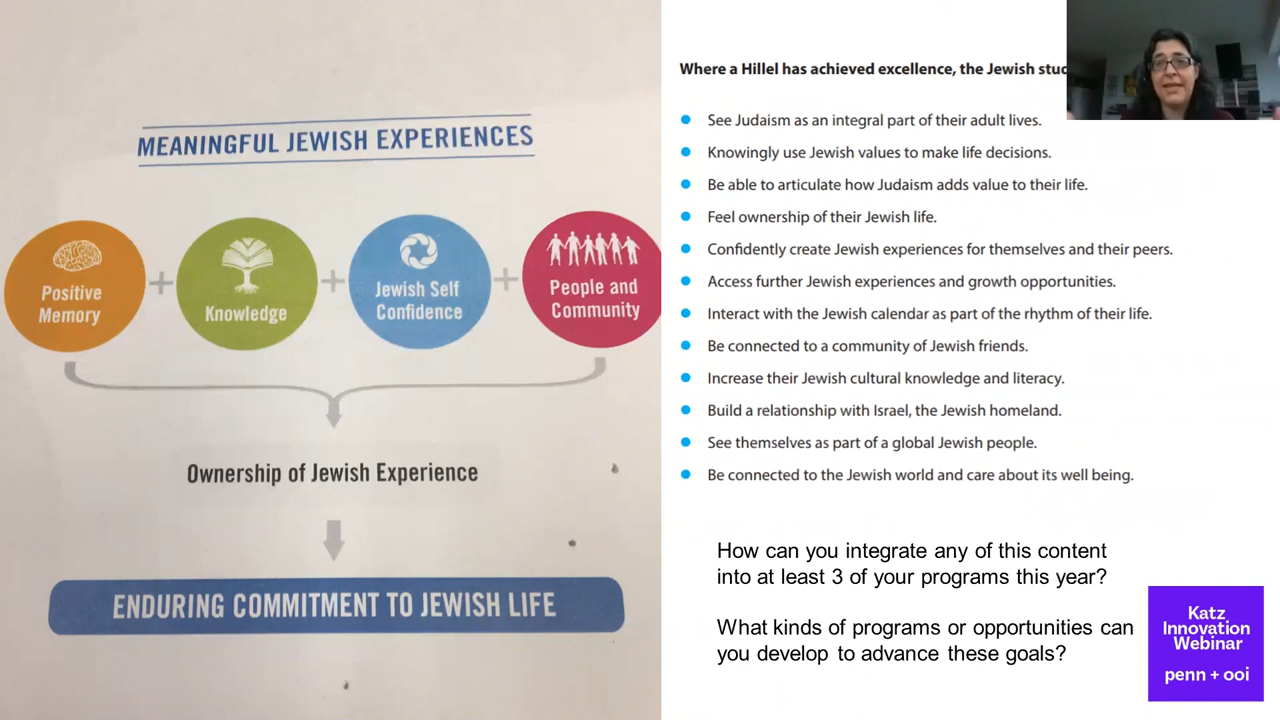 MEANINGFUL JEWISH EXPERIENCES
Positive
Memory
+
Knowledge
+
Jewish Self
Confidence
+
People and
Community
Ownership of Jewish Experience
ENDURING COMMITMENT TO JEWISH LIFE
Where a Hillel has achieved excellence, the Jewish
See Judaism as an integral part of their adult lives.
Knowingly use Jewish values to make life decisions.
Be able to articulate how Judaism adds value to their life.
Feel ownership of their Jewish life.
Confidently create Jewish experiences for themselves and their peers.
Access further Jewish experiences and growth opportunities.
Interact with the Jewish calendar as part of the rhythm of their life.
Be connected to a community of Jewish friends.
Increase their Jewish cultural knowledge and literacy.
Build a relationship with Israel, the Jewish homeland.
See themselves as part of a global Jewish people.
Be connected to the Jewish world and care about its well being.
How can you integrate any of this content
into at least 3 of your programs this year?
What kinds of programs or opportunities can
you develop to advance these goals?
Katz
Innovation
Webinar
penn + ooi